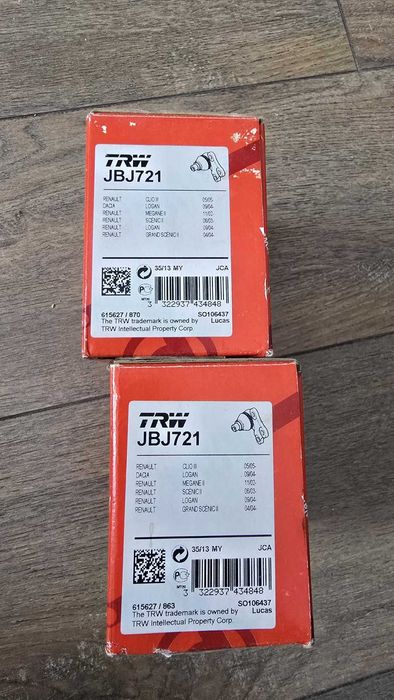 TRW
JBJ721
RENAULT CLIO III 05/05-
DACIA LOGAN 09/04-
RENAULT MEGANE II 11/02-
RENAULT SCENIC II 06/03-
RENAULT LOGAN 09/04-
RENAULT GRAND SCENIC II 04/04-
35/13 MY JCA
3 322937 434848
615627 / 870 SO106437
The TRW trademark is owned by Lucas
TRW Intellectual Property Corp.
TRW
JBJ721
RENAULT CLIO III 05/05-
DACIA LOGAN 09/04-
RENAULT MEGANE II 11/02-
RENAULT SCENIC II 06/03-
RENAULT LOGAN 09/04-
RENAULT GRAND SCENIC II 04/04-
35/13 MY JCA
3 322937 434848
615627 / 863 SO106437
The TRW trademark is owned by Lucas
TRW Intellectual Property Corp.